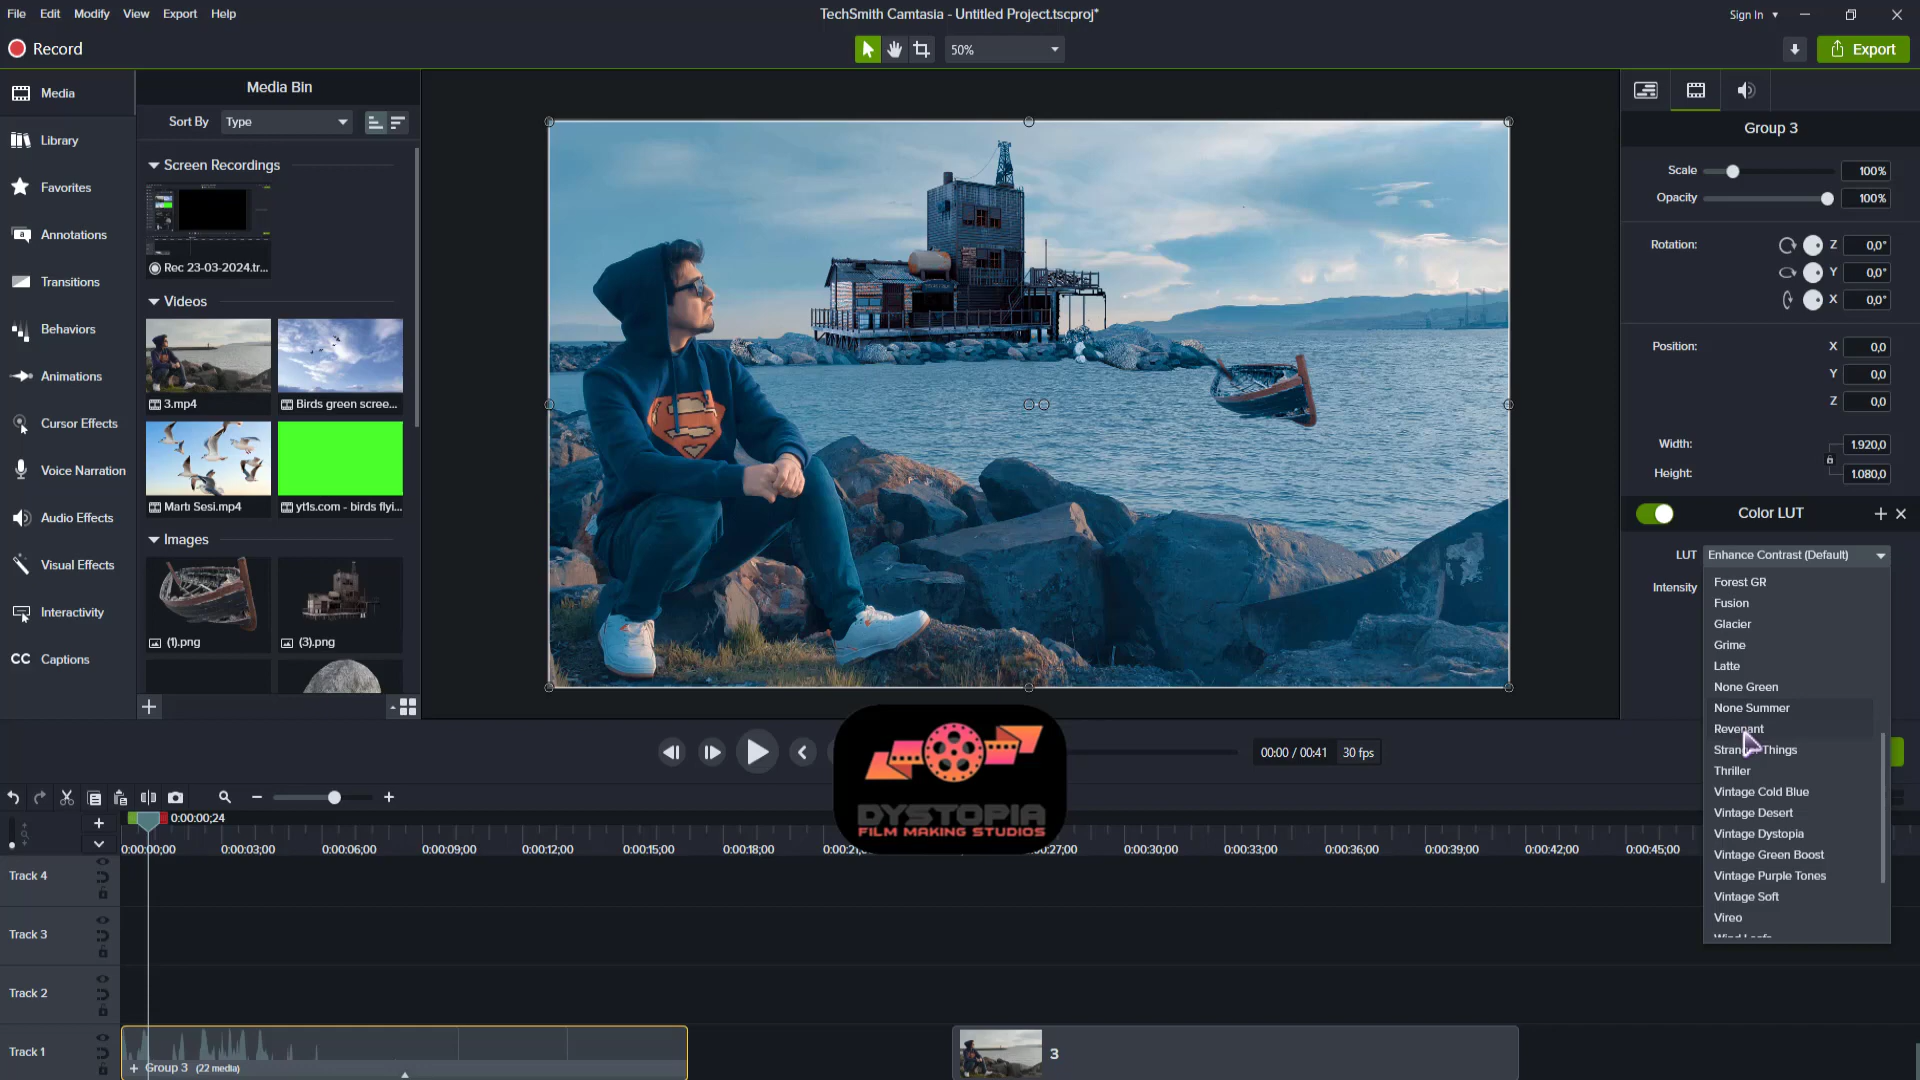 File Edit Modify View Export Help
TechSmith Camtasia - Untitled Project.tscproj*
Sign In
Record
50%
Export
Media
Library
Favorites
Annotations
Transitions
Behaviors
Animations
Cursor Effects
Voice Narration
Audio Effects
Visual Effects
Interactivity
CC Captions
Media Bin
Sort By Type
Screen Recordings
Rec 23-03-2024.tr...
Videos
3.mp4
Birds green scree...
Martı Sesi.mp4
yt1s.com - birds flyi...
Images
(1).png
(3).png
Group 3
Scale 100%
Opacity 100%
Rotation: Z 0,0°
Y 0,0°
X 0,0°
Position: X 0,0
Y 0,0
Z 0,0
Width: 1.920,0
Height: 1.080,0
Color LUT
LUT Enhance Contrast (Default)
Intensity
Forest GR
Fusion
Glacier
Grime
Latte
None Green
None Summer
Revenant
Stranger Things
Thriller
Vintage Cold Blue
Vintage Desert
Vintage Dystopia
Vintage Green Boost
Vintage Purple Tones
Vintage Soft
Vireo
00:00 / 00:41 30 fps
DYSTOPIA
FILM MAKING STUDIOS
0:00:00;24
0:00:00;00 0:00:03;00 0:00:06;00 0:00:09;00 0:00:12;00 0:00:15;00 0:00:18;00 0:00:30;00 0:00:33;00 0:00:36;00 0:00:39;00 0:00:42;00 0:00:45;00
Track 4
Track 3
Track 2
Track 1
+ Group 3 (22 media)
3